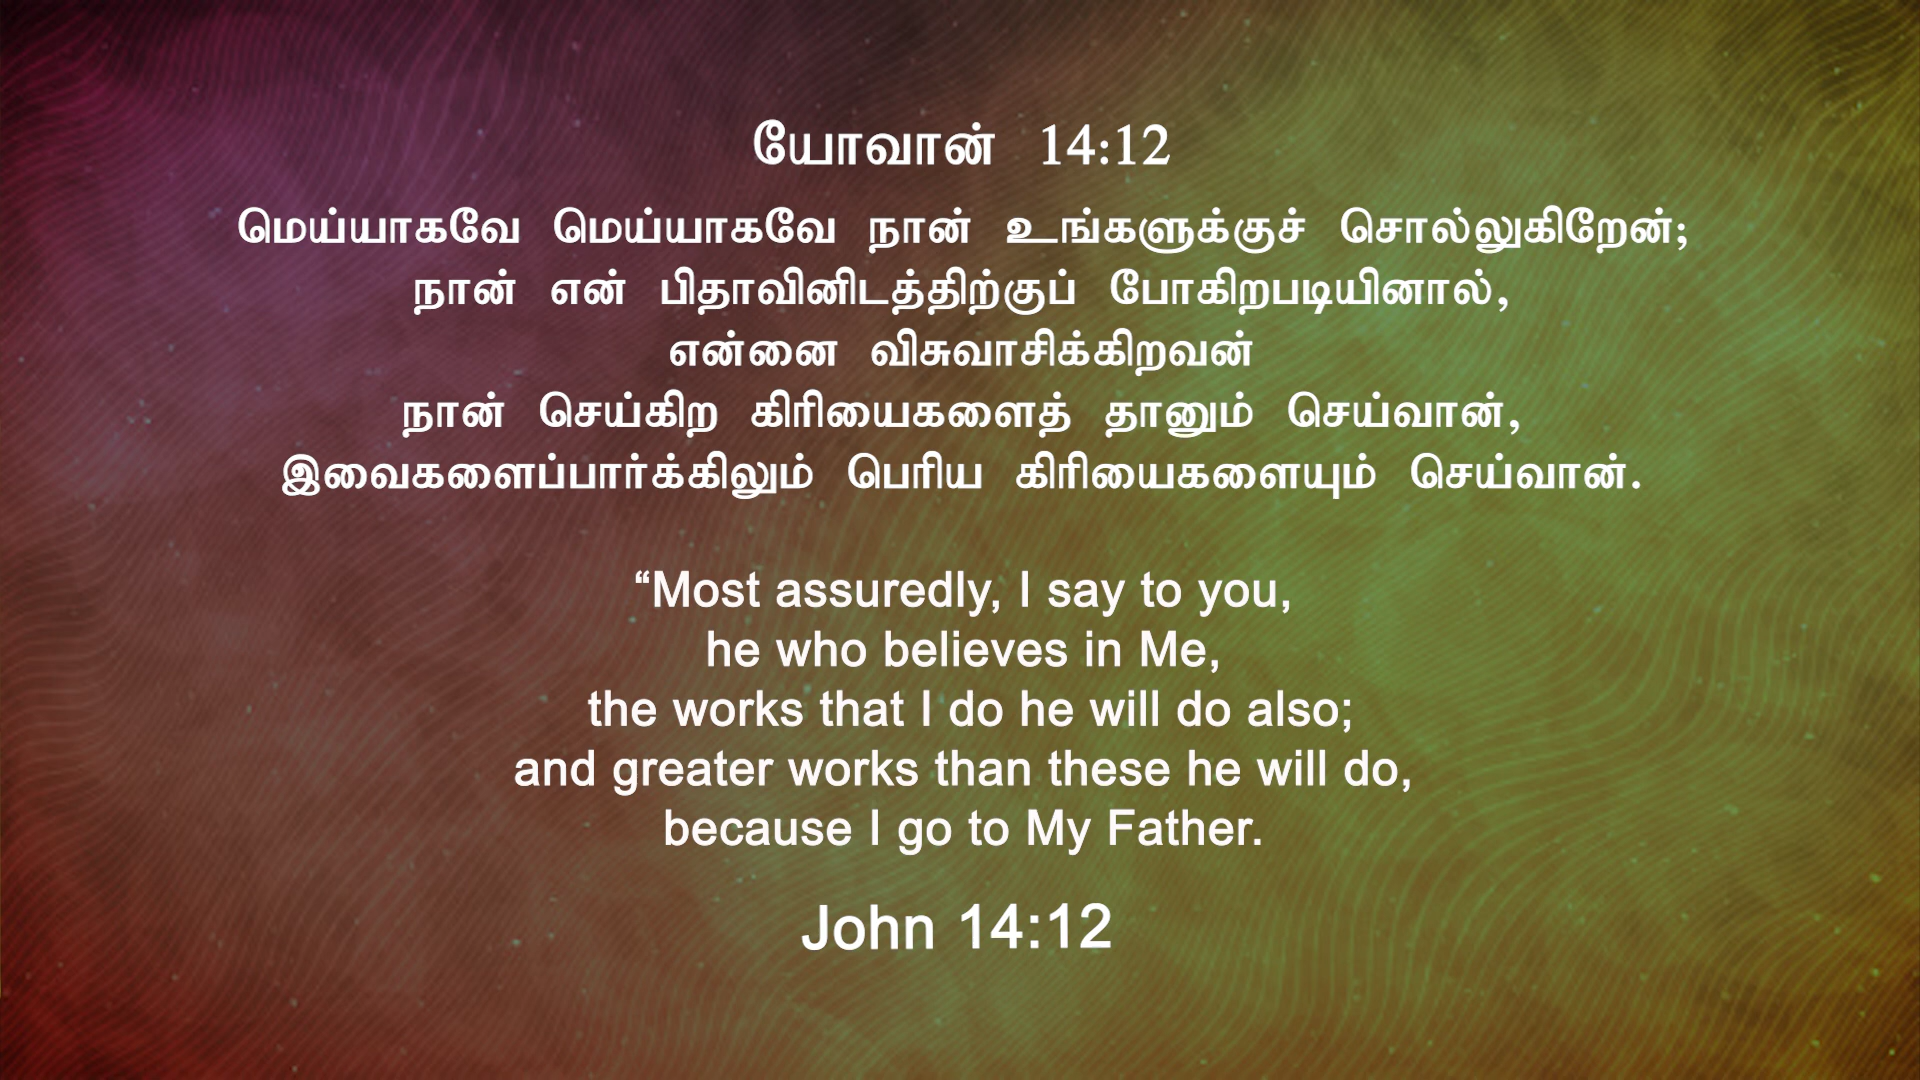 யோவான் 14:12
மெய்யாகவே மெய்யாகவே நான் உங்களுக்குச் சொல்லுகிறேன்;
நான் என் பிதாவினிடத்திற்குப் போகிறபடியினால்,
என்னை விசுவாசிக்கிறவன்
நான் செய்கிற கிரியைகளைத் தானும் செய்வான்,
இவைகளைப்பார்க்கிலும் பெரிய கிரியைகளையும் செய்வான்.
“Most assuredly, I say to you,
he who believes in Me,
the works that I do he will do also;
and greater works than these he will do,
because I go to My Father.
John 14:12